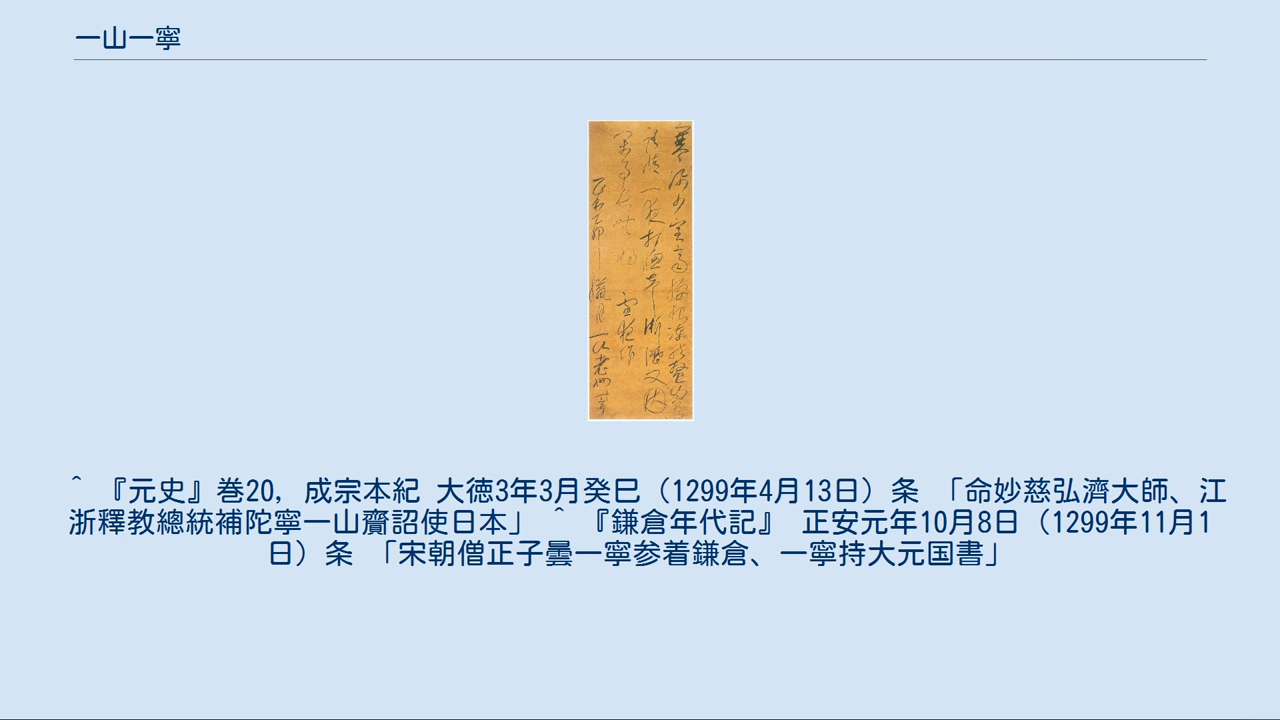 一山一寧
^ 『元史』巻20，成宗本紀 大徳3年3月癸巳（1299年4月13日）条 「命妙慈弘濟大師、江
浙釋教總統補陀寧一山齎詔使日本」 ^ 『鎌倉年代記』 正安元年10月8日（1299年11月1
日）条 「宋朝僧正子曇一寧参着鎌倉、一寧持大元国書」